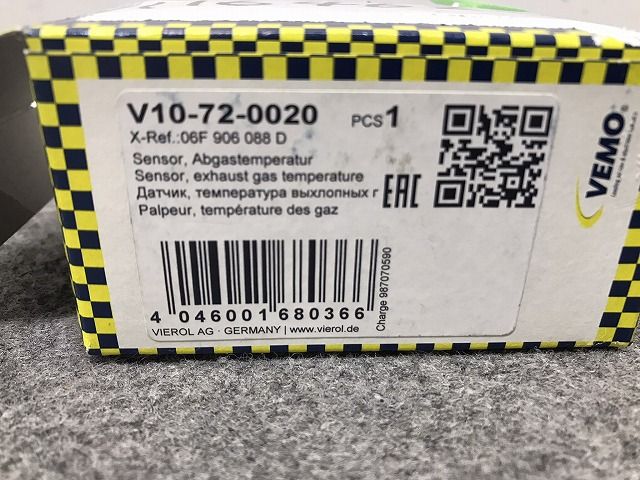 V10-72-0020 PCS 1
X-Ref.:06F 906 088 D
Sensor, Abgastemperatur
Sensor, exhaust gas temperature
Датчик, температура выхлопных г
Palpeur, température des gaz
EAC
4 046001 680366
VIEROL AG · GERMANY | www.vierol.de
Charge 987070590
VEMO